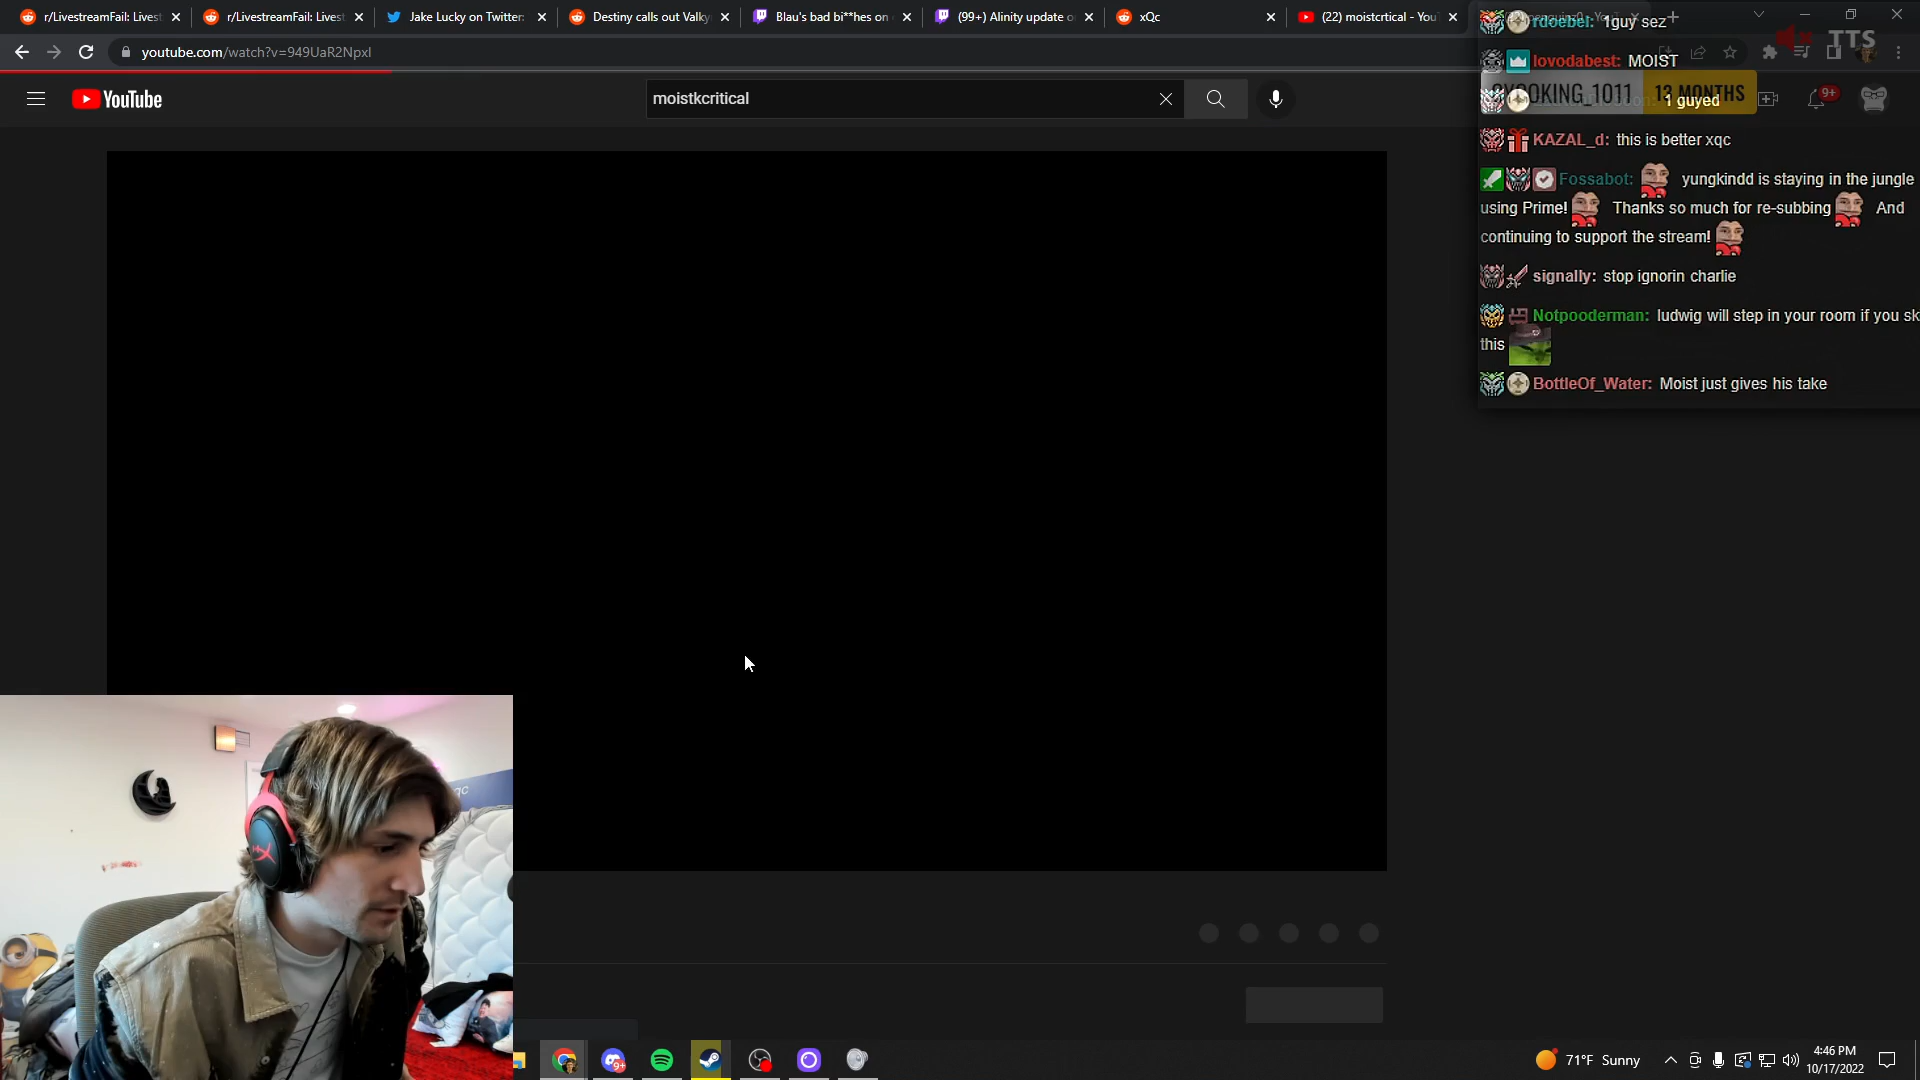 r/LivestreamFail: Livest
r/LivestreamFail: Livest
Jake Lucky on Twitter:
Destiny calls out Valky
Blau's bad bi**hes on
(99+) Alinity update o
xQc
(22) moistcrtical - You
youtube.com/watch?v=949UaR2NpxI
YouTube
moistkcritical
9+
TTS
rdoebel: 1guy sez
lovodabest: MOIST
OOKING_1011 13 MONTHS
1 guyed
KAZAL_d: this is better xqc
Fossabot: yungkindd is staying in the jungle
using Prime! Thanks so much for re-subbing And
continuing to support the stream!
signally: stop ignorin charlie
Notpooderman: ludwig will step in your room if you sk
this
BottleOf_Water: Moist just gives his take
qc
9+
71°F Sunny
4:46 PM
10/17/2022